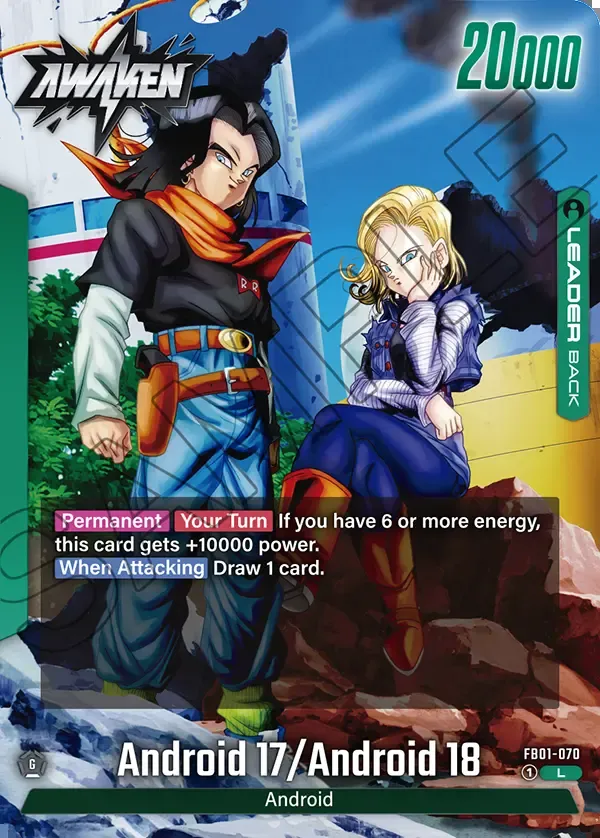 AWAKEN
20000
LEADER BACK
RR
Permanent Your Turn If you have 6 or more energy,
this card gets +10000 power.
When Attacking Draw 1 card.
SAMPLE
G
Android 17/Android 18
FB01-070
1 L
Android